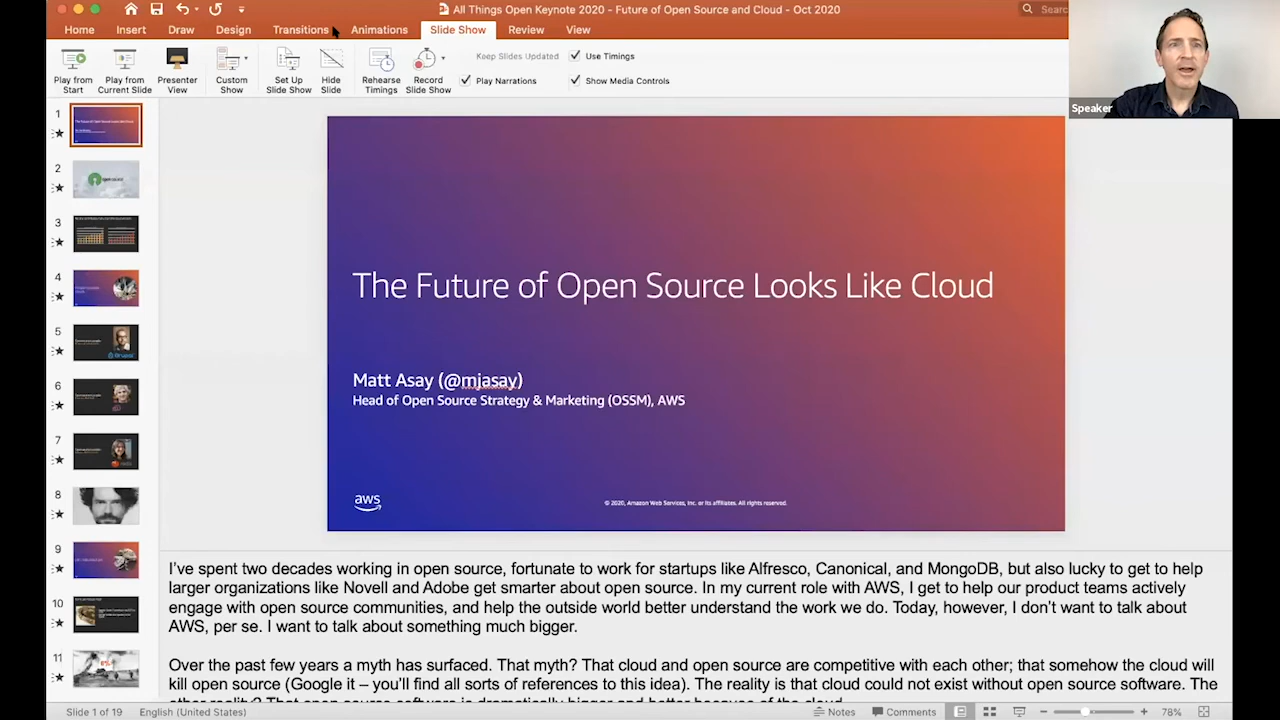 All Things Open Keynote 2020 - Future of Open Source and Cloud - Oct 2020
Home Insert Draw Design Transitions Animations Slide Show Review View
Keep Slides Updated Use Timings
Play Narrations Show Media Controls
Play from Start
Play from Current Slide
Presenter View
Custom Show
Set Up Slide Show
Hide Slide
Rehearse Timings
Record Slide Show
Speaker
1
2
3
4
5
6
7
8
9
10
11
The Future of Open Source Looks Like Cloud
Matt Asay (@mjasay)
Head of Open Source Strategy & Marketing (OSSM), AWS
aws
© 2020, Amazon Web Services, Inc. or its affiliates. All rights reserved.
I've spent two decades working in open source, fortunate to work for startups like Alfresco, Canonical, and MongoDB, but also lucky to get to help
larger organizations like Novell and Adobe get smarter about open source. In my current role with AWS, I get to help our product teams actively
engage with open source communities, and help the outside world better understand the work we do. Today, however, I don't want to talk about
AWS, per se. I want to talk about something much bigger.
Over the past few years a myth has surfaced. That myth? That cloud and open source are competitive with each other; that somehow the cloud will
kill open source (Google it – you'll find all sorts of references to this idea). The reality is that cloud could not exist without open source software. The
Slide 1 of 19 English (United States) Notes Comments 78%